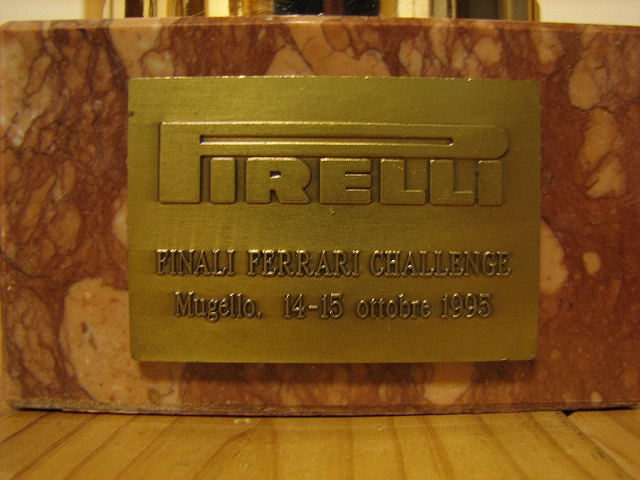 PIRELLI
FINALI FERRARI CHALLENGE
Mugello, 14-15 ottobre 1995